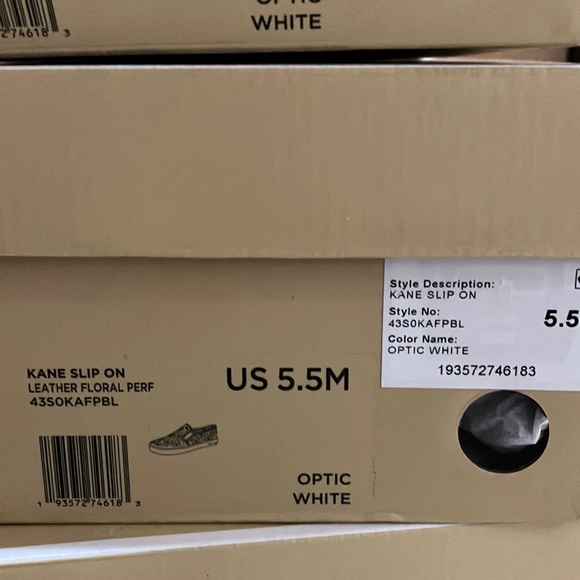 WHITE
274618 3
Style Description:
KANE SLIP ON
Style No:
43S0KAFPBL
5.5
Color Name:
OPTIC WHITE
193572746183
KANE SLIP ON
LEATHER FLORAL PERF
43S0KAFPBL
US 5.5M
1 93572 74618 3
OPTIC
WHITE